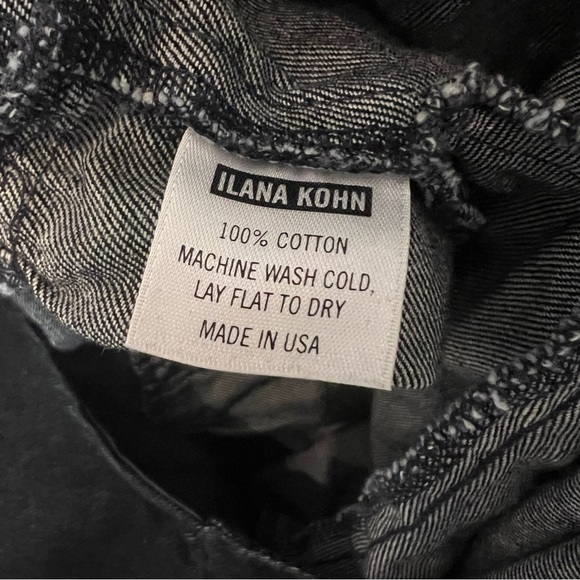 ILANA KOHN
100% COTTON
MACHINE WASH COLD,
LAY FLAT TO DRY
MADE IN USA